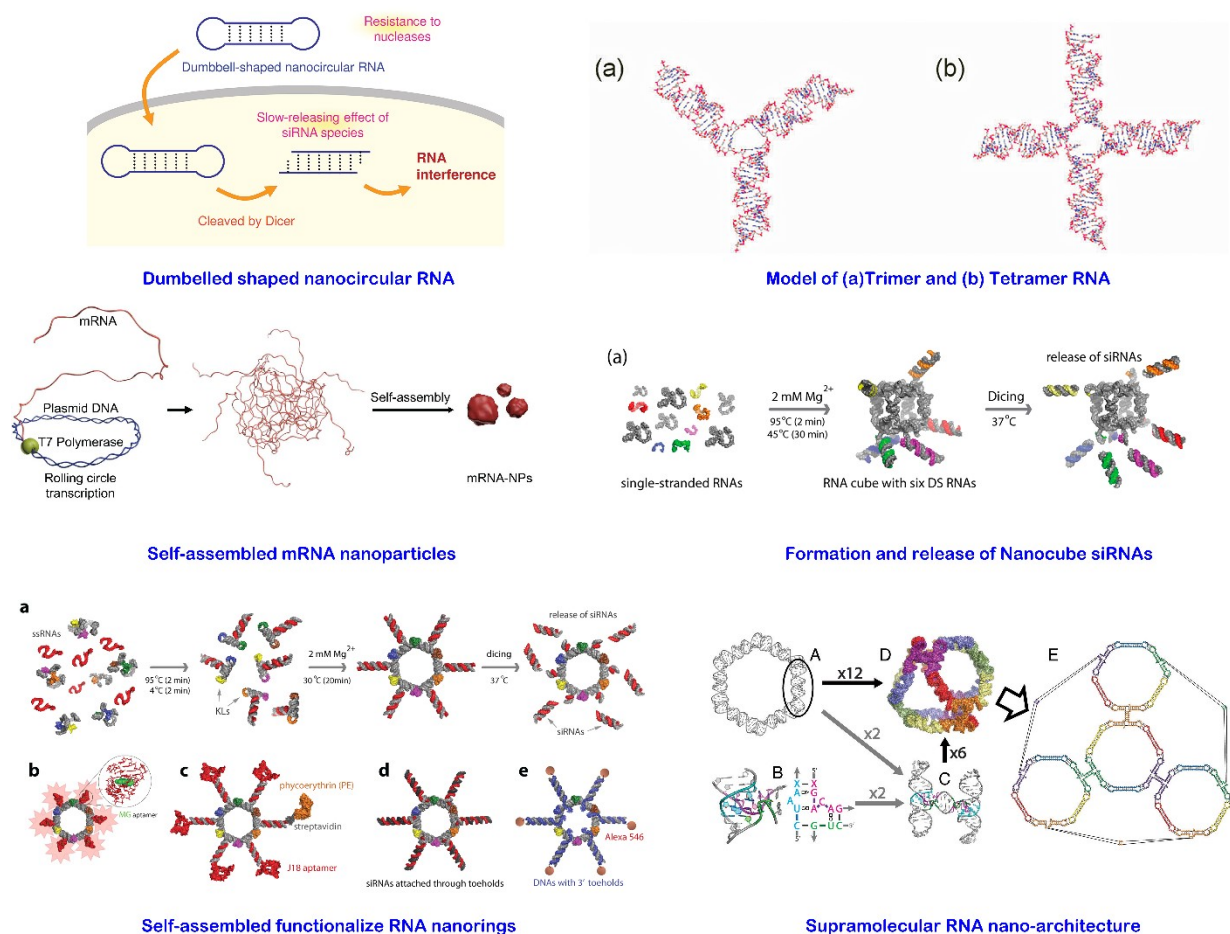 Resistance to
nucleases
Dumbbell-shaped nanocircular RNA
Slow-releasing effect of
siRNA species
RNA
interference
Cleaved by Dicer
Dumbelled shaped nanocircular RNA
(a)
(b)
Model of (a)Trimer and (b) Tetramer RNA
mRNA
Plasmid DNA
T7 Polymerase
Rolling circle
transcription
Self-assembly
mRNA-NPs
Self-assembled mRNA nanoparticles
(a)
single-stranded RNAs
2 mM Mg2+
95°C (2 min)
45°C (30 min)
RNA cube with six DS RNAs
Dicing
37°C
release of siRNAs
Formation and release of Nanocube siRNAs
a
ssRNAs
95°C (2 min)
4°C (2 min)
KLs
2 mM Mg2+
30°C (20min)
dicing
37°C
release of siRNAs
siRNAs
b
MG aptamer
c
phycoerythrin (PE)
streptavidin
J18 aptamer
d
siRNAs attached through toeholds
e
Alexa 546
DNAs with 3' toeholds
Self-assembled functionalize RNA nanorings
A
x12
D
E
x2
x6
B
x2
C
Supramolecular RNA nano-architecture